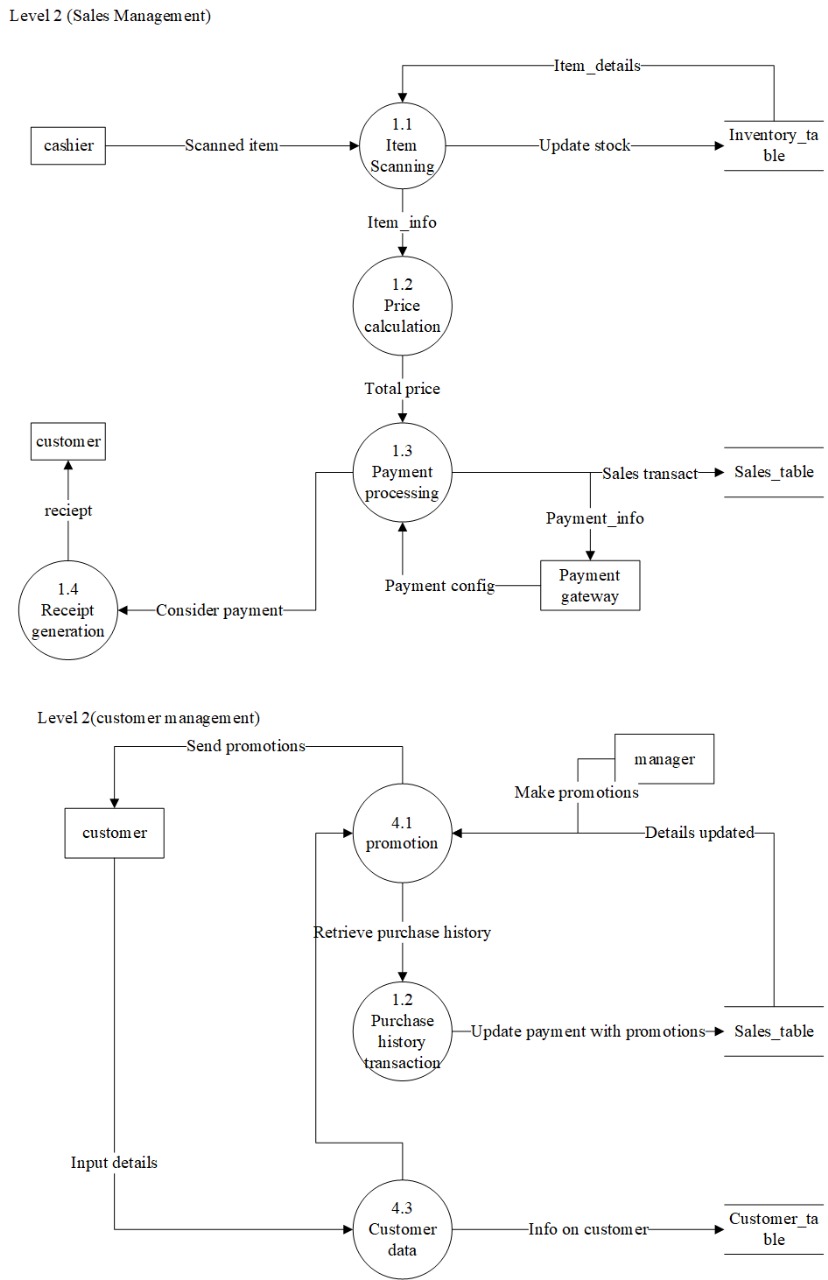 Level 2 (Sales Management)
Item_details
cashier
Scanned item
1.1
Item
Scanning
Update stock
Inventory_ta
ble
Item_info
1.2
Price
calculation
Total price
customer
1.3
Payment
processing
Sales transact
Sales_table
reciept
Payment_info
Payment config
Payment
gateway
1.4
Receipt
generation
Consider payment
Level 2(customer management)
Send promotions
manager
Make promotions
customer
4.1
promotion
Details updated
Retrieve purchase history
1.2
Purchase
history
transaction
Update payment with promotions
Sales_table
Input details
4.3
Customer
data
Info on customer
Customer_ta
ble